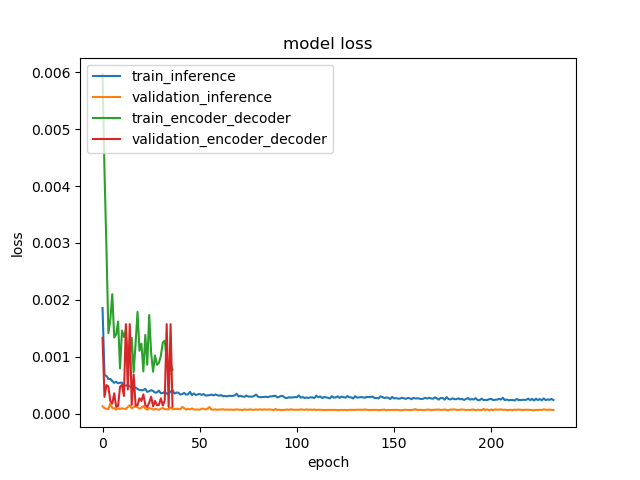 model loss
train_inference
validation_inference
train_encoder_decoder
validation_encoder_decoder
loss
0.006
0.005
0.004
0.003
0.002
0.001
0.000
0 50 100 150 200
epoch